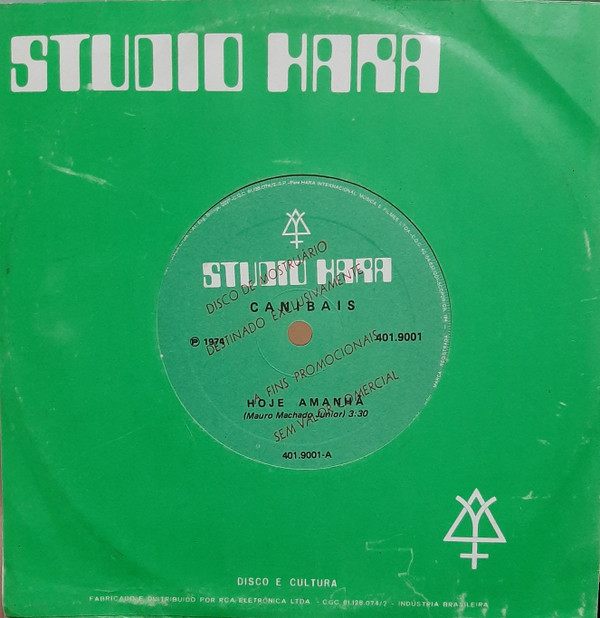 STUDIO HARA
STUDIO HARA
DISCO DE MOSTRUÁRIO
DESTINADO EXCLUSIVAMENTE
CANIBAIS
℗ 1974
401.9001
A FINS PROMOCIONAIS
SEM VALOR COMERCIAL
HOJE AMANHÃ
(Mauro Machado Junior) 3:30
401.9001-A
DISCO E CULTURA
FABRICADO E DISTRIBUIDO POR RCA ELETRÔNICA LTDA - CGC 61.128.074/2 - INDÚSTRIA BRASILEIRA